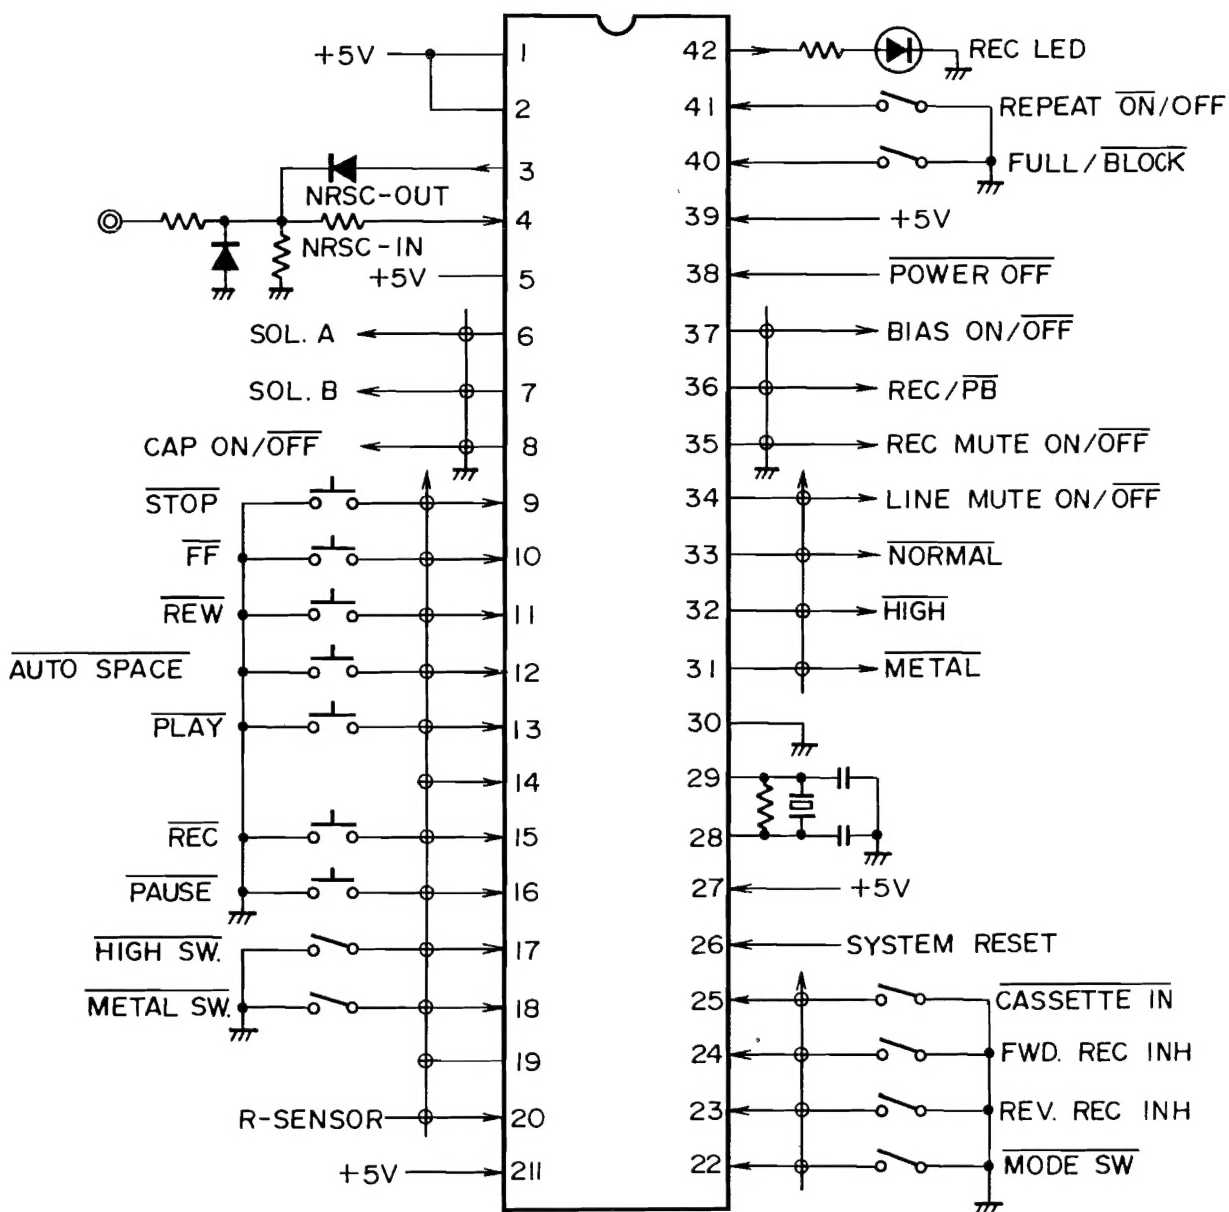 +5V
1
2
3
NRSC-OUT
4
NRSC-IN
+5V
5
SOL. A
6
SOL. B
7
CAP ON/OFF
8
STOP
9
FF
10
REW
11
AUTO SPACE
12
PLAY
13
14
REC
15
PAUSE
16
HIGH SW.
17
METAL SW.
18
19
R-SENSOR
20
+5V
211
42
REC LED
41
REPEAT ON/OFF
40
FULL/BLOCK
39
+5V
38
POWER OFF
37
BIAS ON/OFF
36
REC/PB
35
REC MUTE ON/OFF
34
LINE MUTE ON/OFF
33
NORMAL
32
HIGH
31
METAL
30
29
28
27
+5V
26
SYSTEM RESET
25
CASSETTE IN
24
FWD. REC INH
23
REV. REC INH
22
MODE SW